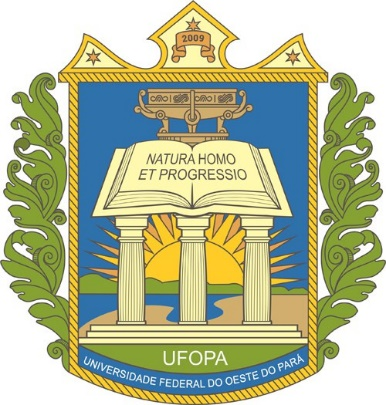 2009
NATURA HOMO
ET PROGRESSIO
UFOPA
UNIVERSIDADE FEDERAL DO OESTE DO PARÁ